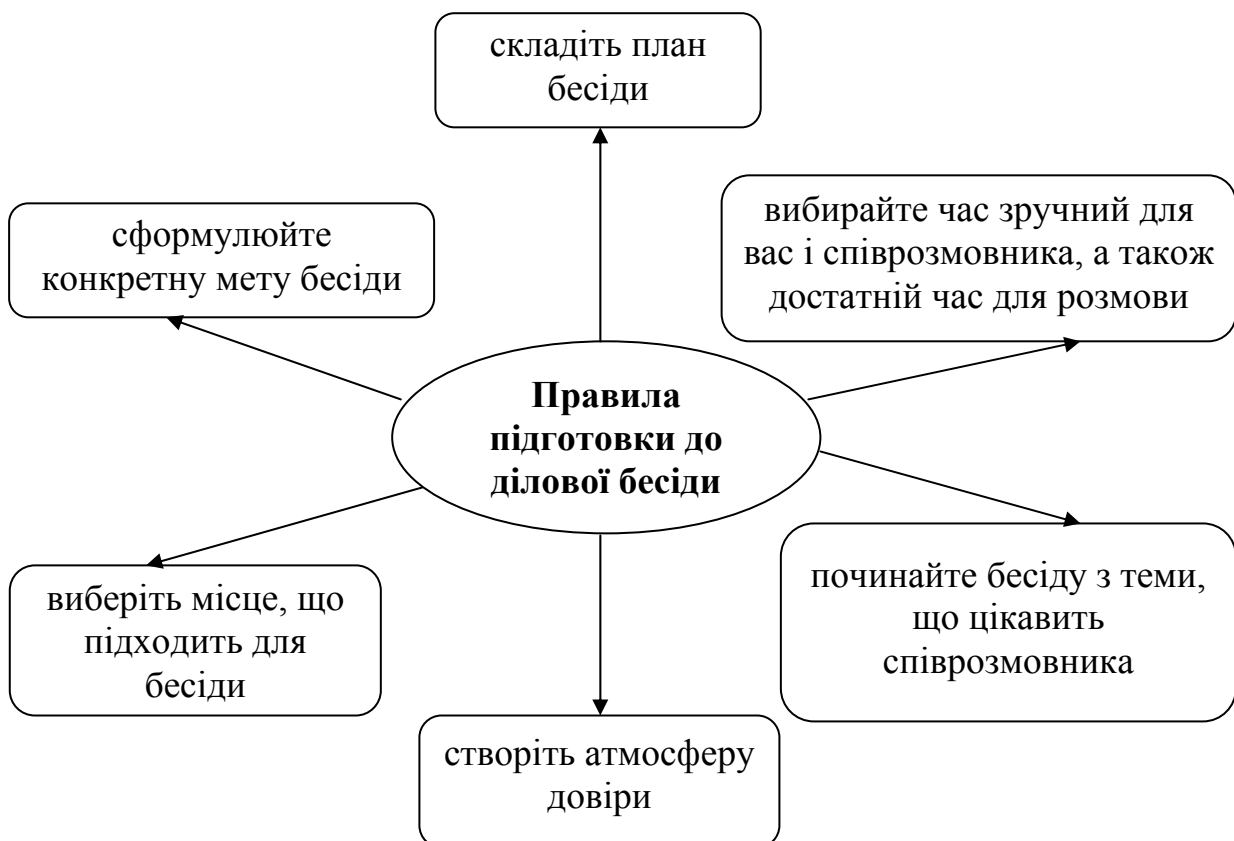 складіть план
бесіди
сформулюйте
конкретну мету бесіди
вибирайте час зручний для
вас і співрозмовника, а також
достатній час для розмови
Правила
підготовки до
ділової бесіди
виберіть місце, що
підходить для
бесіди
починайте бесіду з теми,
що цікавить
співрозмовника
створіть атмосферу
довіри